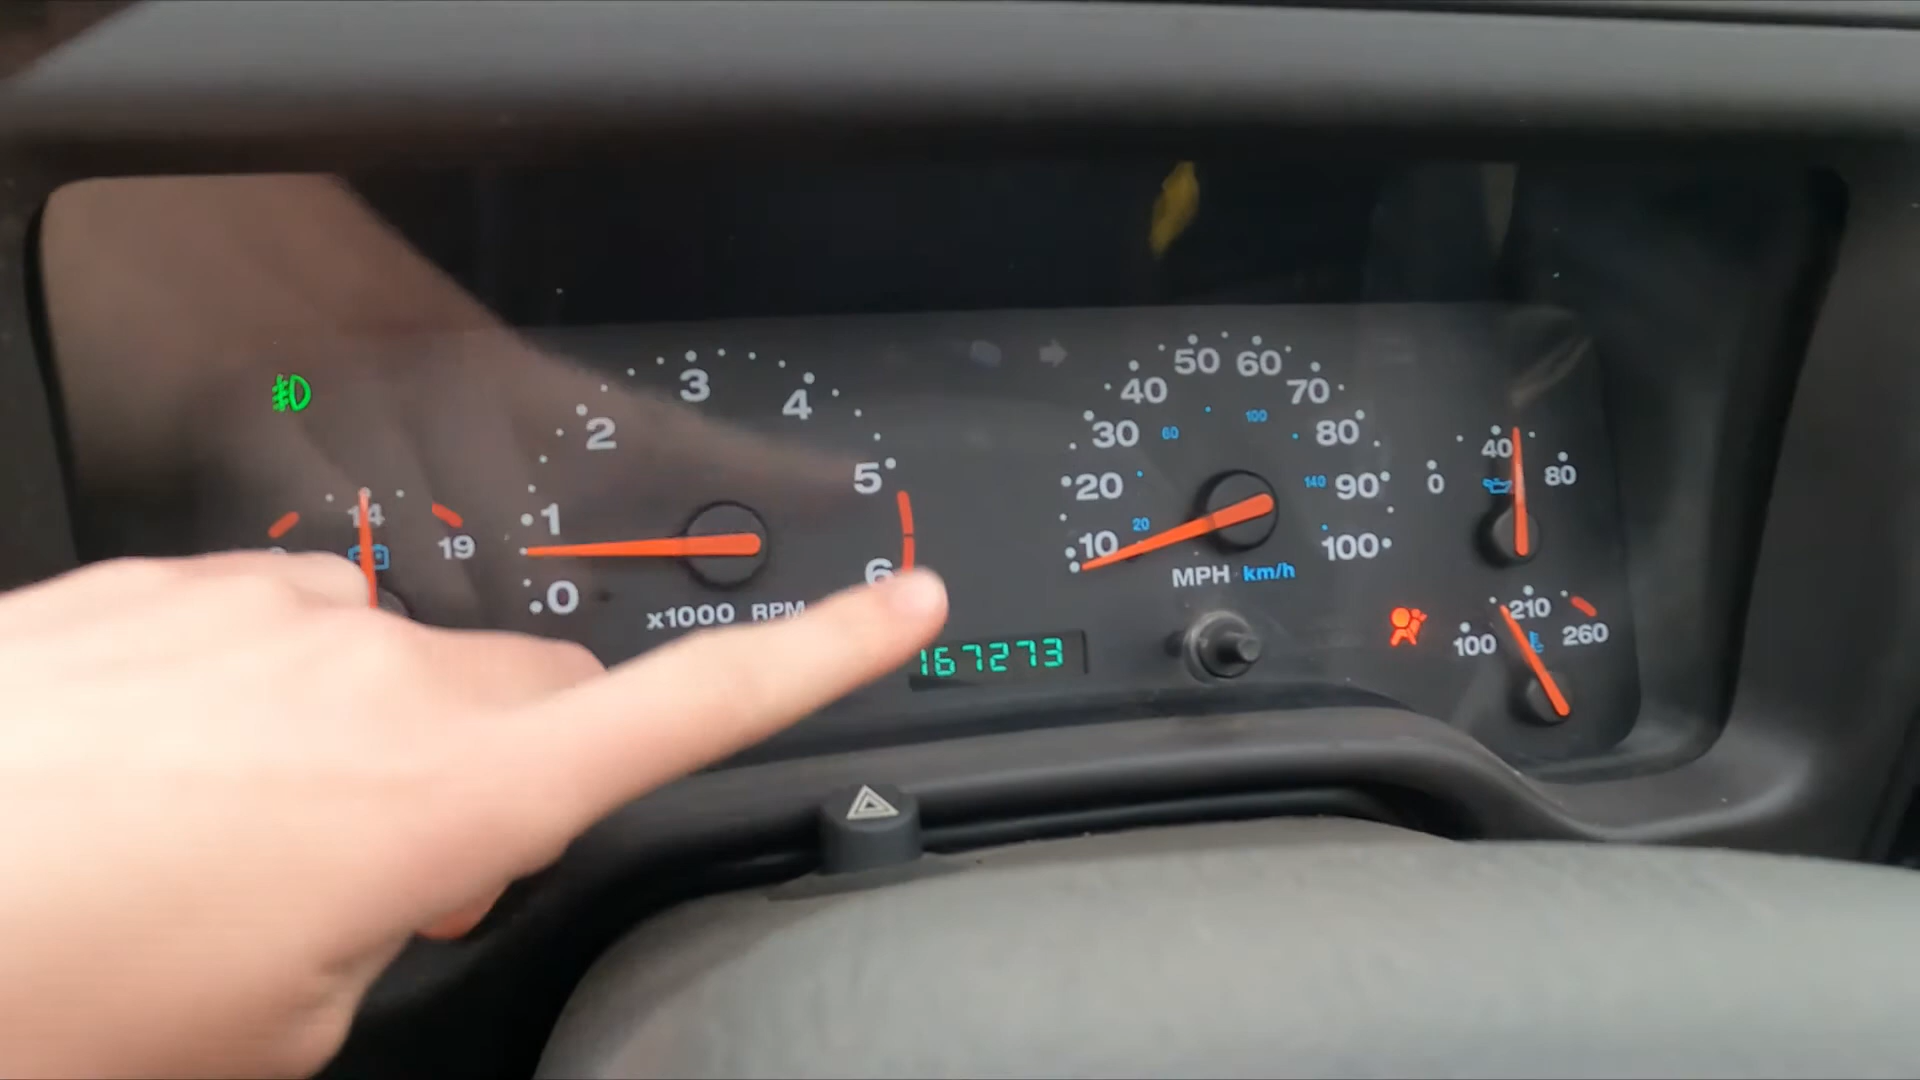 0 1 2 3 4 5 6
x1000 RPM
14 19
167273
10 20 30 40 50 60 70 80 90 100
20 60 100 140
MPH km/h
0 40 80
100 210 260